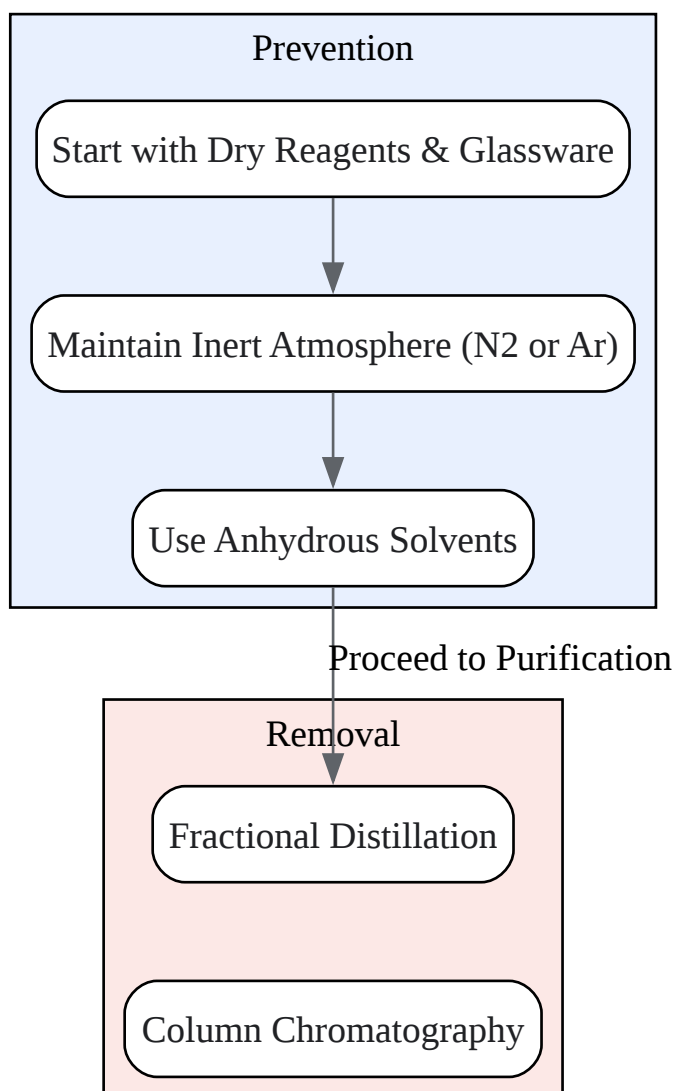 Prevention
Start with Dry Reagents & Glassware
Maintain Inert Atmosphere (N2 or Ar)
Use Anhydrous Solvents
Proceed to Purification
Removal
Fractional Distillation
Column Chromatography